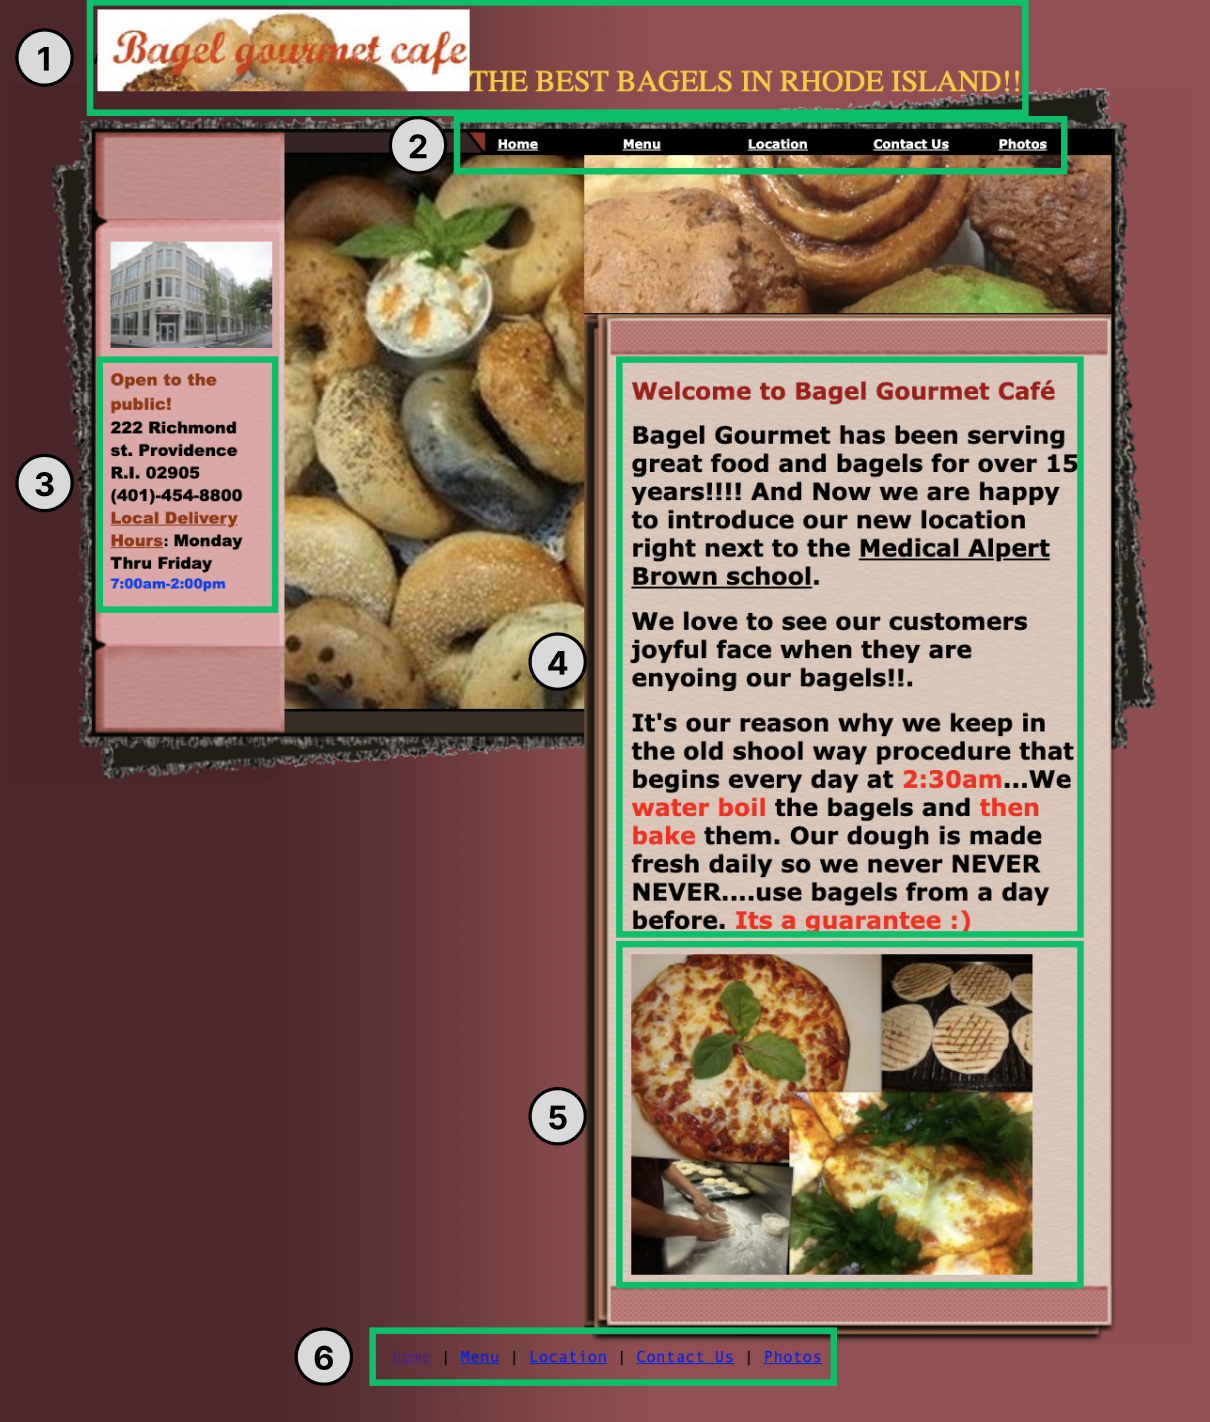 1
Bagel gourmet cafe
THE BEST BAGELS IN RHODE ISLAND!!
2
Home Menu Location Contact Us Photos
3
Open to the
public!
222 Richmond
st. Providence
R.I. 02905
(401)-454-8800
Local Delivery
Hours: Monday
Thru Friday
7:00am-2:00pm
4
Welcome to Bagel Gourmet Café
Bagel Gourmet has been serving
great food and bagels for over 15
years!!!! And Now we are happy
to introduce our new location
right next to the Medical Alpert
Brown school.
We love to see our customers
joyful face when they are
enyoing our bagels!!.
It's our reason why we keep in
the old shool way procedure that
begins every day at 2:30am...We
water boil the bagels and then
bake them. Our dough is made
fresh daily so we never NEVER
NEVER....use bagels from a day
before. Its a guarantee :)
5
6
Home | Menu | Location | Contact Us | Photos